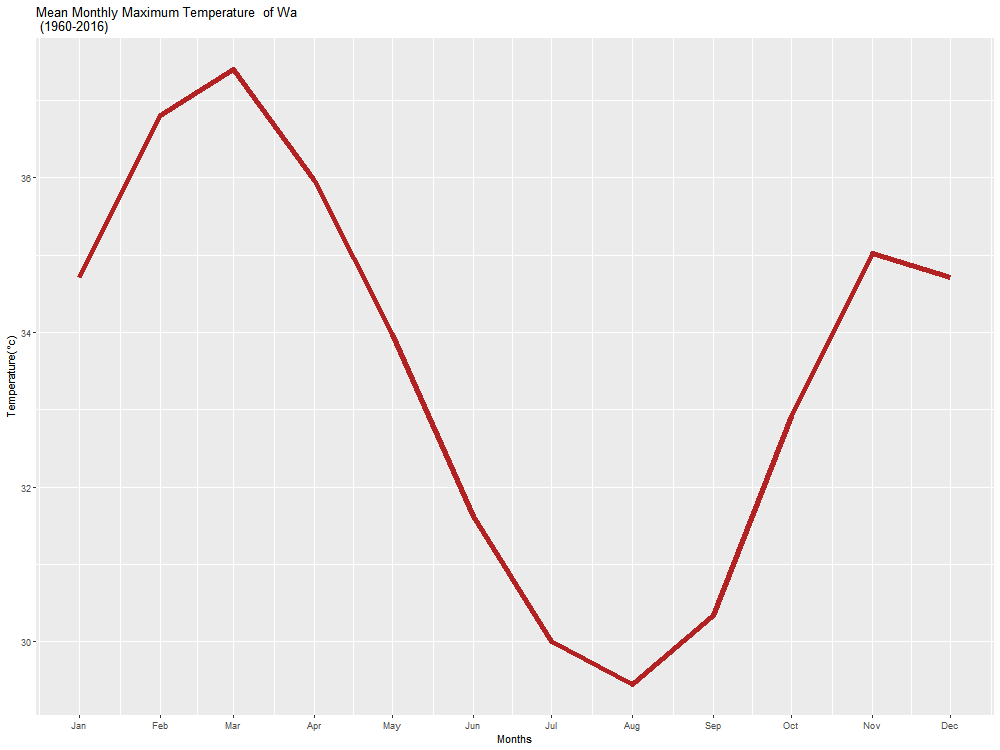 Mean Monthly Maximum Temperature  of Wa
(1960-2016)
Temperature(°c)
36
34
32
30
Jan Feb Mar Apr May Jun Jul Aug Sep Oct Nov Dec
Months